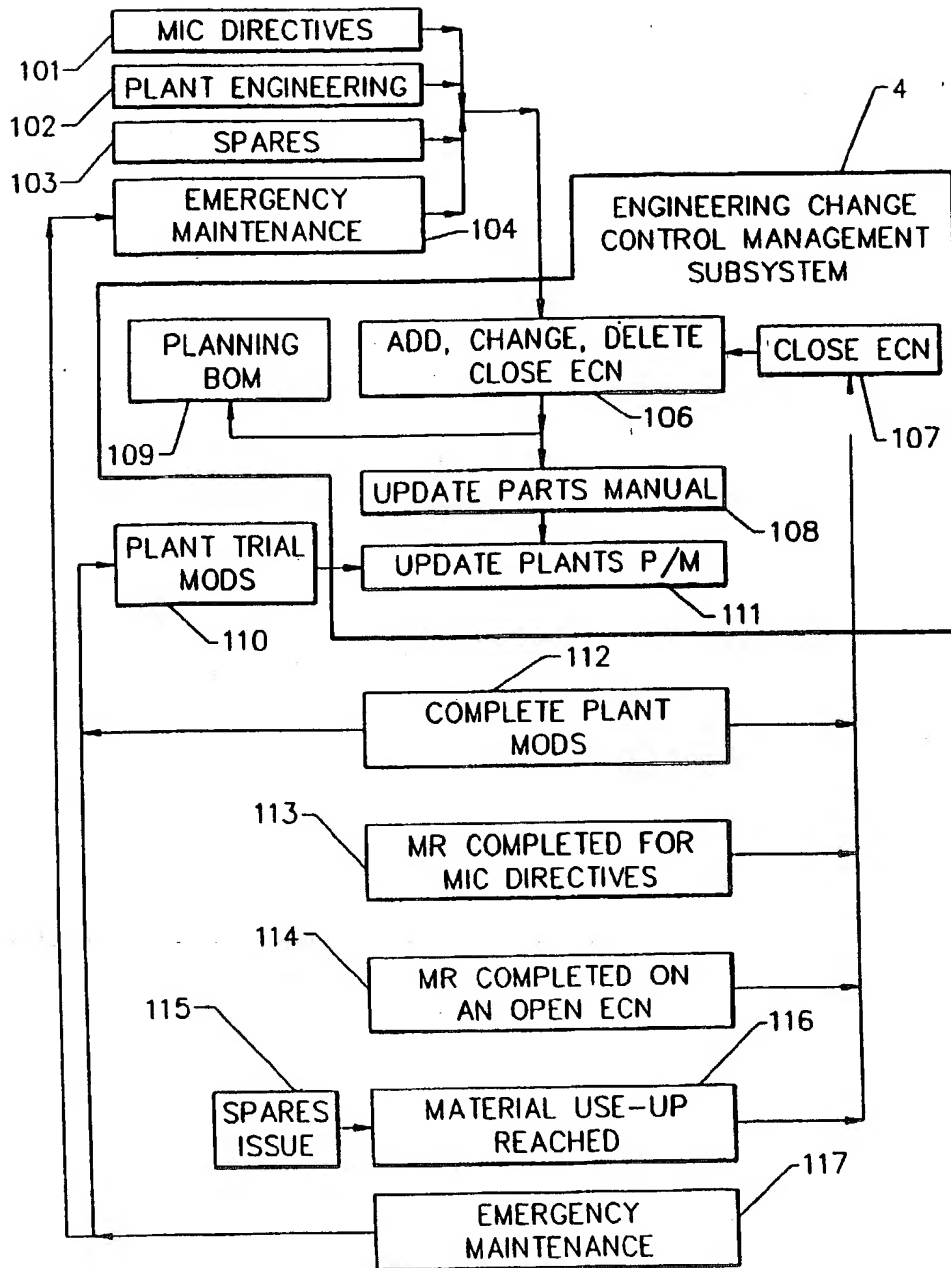 MIC DIRECTIVES
101
PLANT ENGINEERING
102
4
SPARES
103
EMERGENCY
MAINTENANCE
104
ENGINEERING CHANGE
CONTROL MANAGEMENT
SUBSYSTEM
PLANNING
BOM
109
ADD, CHANGE, DELETE
CLOSE ECN
106
CLOSE ECN
107
UPDATE PARTS MANUAL
108
PLANT TRIAL
MODS
110
UPDATE PLANTS P/M
111
112
COMPLETE PLANT
MODS
113
MR COMPLETED FOR
MIC DIRECTIVES
114
MR COMPLETED ON
AN OPEN ECN
115
116
SPARES
ISSUE
MATERIAL USE-UP
REACHED
117
EMERGENCY
MAINTENANCE